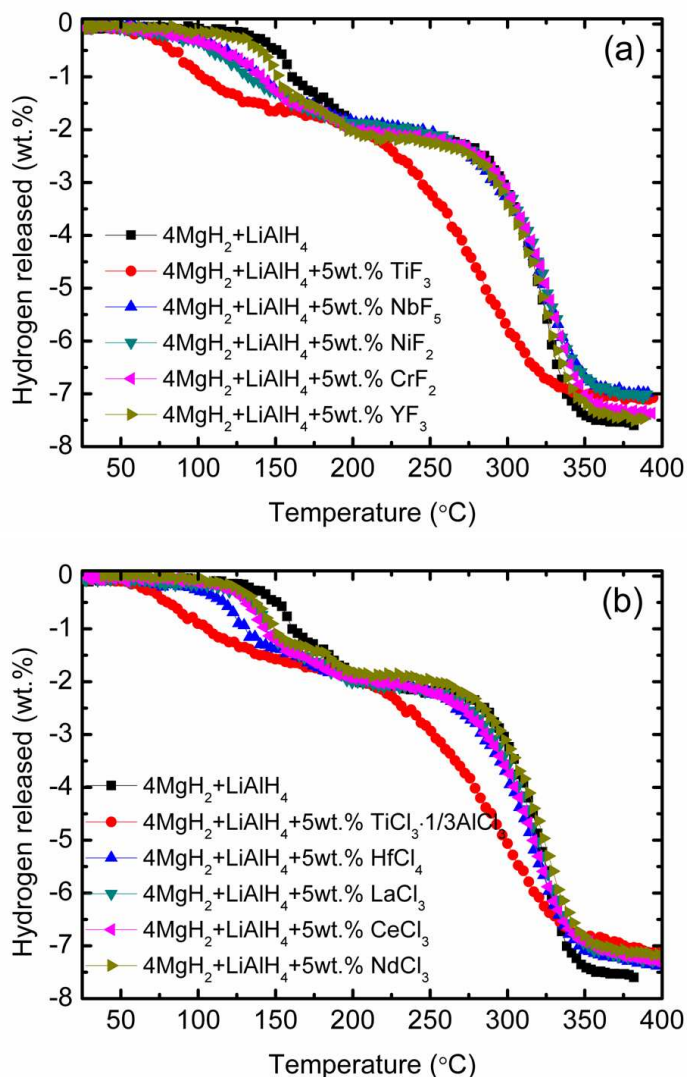 0
(a)
-1
-2
-3
-4
-5
-6
-7
-8
Hydrogen released (wt.%)
4MgH₂+LiAlH₄
4MgH₂+LiAlH₄+5wt.% TiF₃
4MgH₂+LiAlH₄+5wt.% NbF₅
4MgH₂+LiAlH₄+5wt.% NiF₂
4MgH₂+LiAlH₄+5wt.% CrF₂
4MgH₂+LiAlH₄+5wt.% YF₃
50 100 150 200 250 300 350 400
Temperature (°C)
0
(b)
-1
-2
-3
-4
-5
-6
-7
-8
Hydrogen released (wt.%)
4MgH₂+LiAlH₄
4MgH₂+LiAlH₄+5wt.% TiCl₃·1/3AlCl₃
4MgH₂+LiAlH₄+5wt.% HfCl₄
4MgH₂+LiAlH₄+5wt.% LaCl₃
4MgH₂+LiAlH₄+5wt.% CeCl₃
4MgH₂+LiAlH₄+5wt.% NdCl₃
50 100 150 200 250 300 350 400
Temperature (°C)